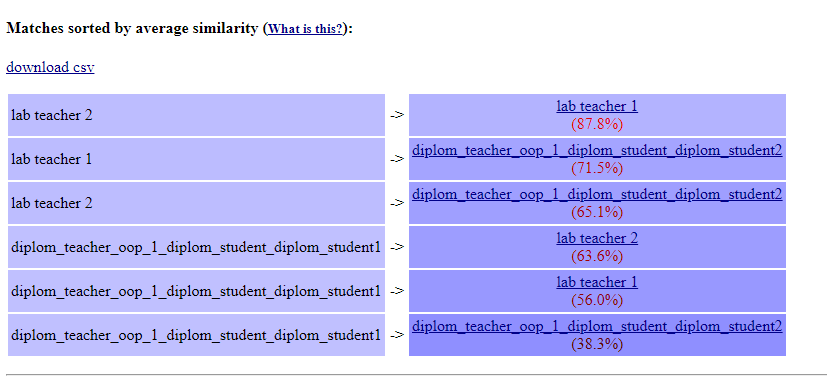 Matches sorted by average similarity (What is this?):
download csv
lab teacher 2 -> lab teacher 1
(87.8%)
lab teacher 1 -> diplom_teacher_oop_1_diplom_student_diplom_student2
(71.5%)
lab teacher 2 -> diplom_teacher_oop_1_diplom_student_diplom_student2
(65.1%)
diplom_teacher_oop_1_diplom_student_diplom_student1 -> lab teacher 2
(63.6%)
diplom_teacher_oop_1_diplom_student_diplom_student1 -> lab teacher 1
(56.0%)
diplom_teacher_oop_1_diplom_student_diplom_student1 -> diplom_teacher_oop_1_diplom_student_diplom_student2
(38.3%)